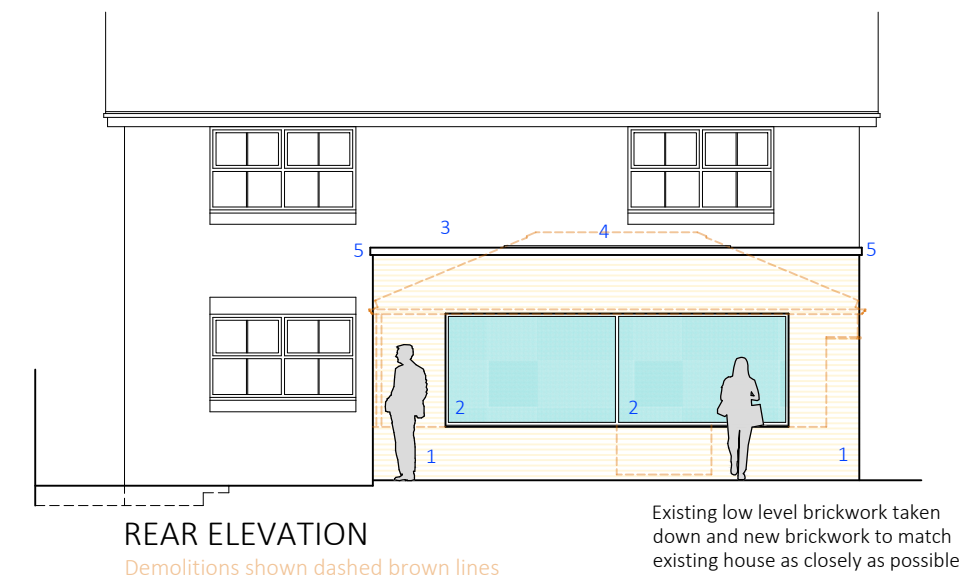 3
4
5
5
2
2
1
1
REAR ELEVATION
Demolitions shown dashed brown lines
Existing low level brickwork taken
down and new brickwork to match
existing house as closely as possible